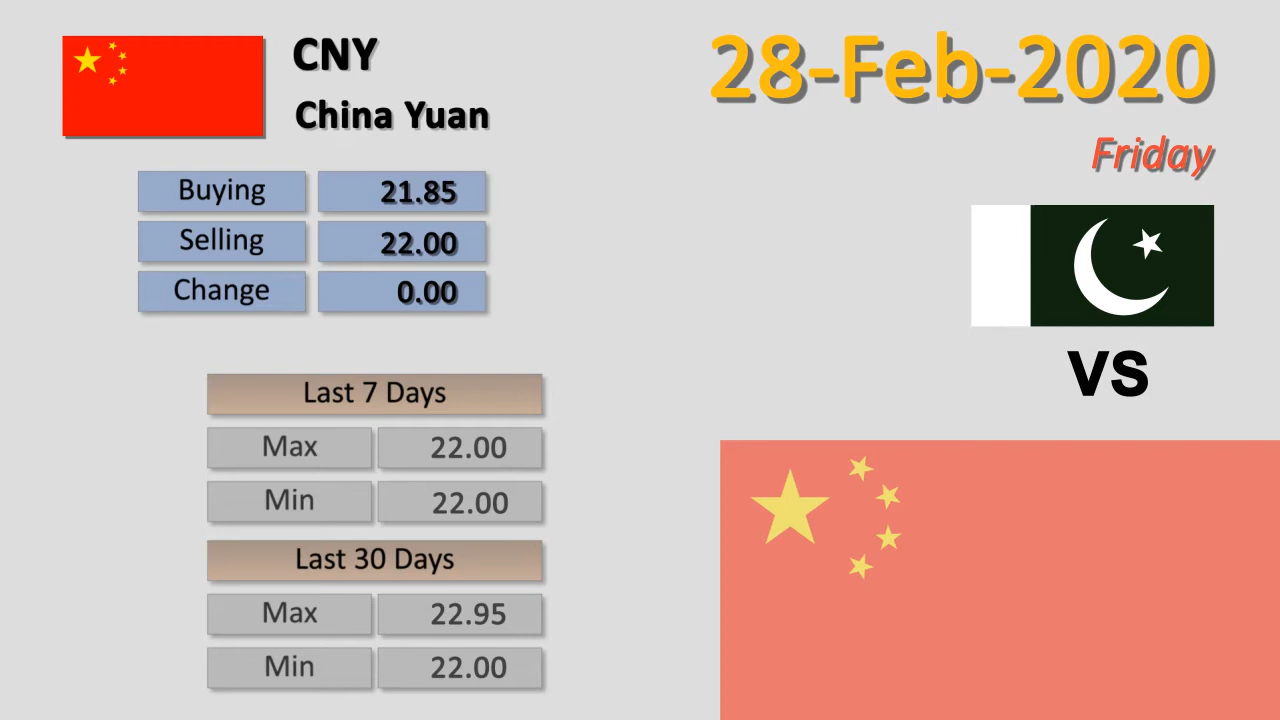 CNY
China Yuan
28-Feb-2020
Friday
Buying 21.85
Selling 22.00
Change 0.00
VS
Last 7 Days
Max 22.00
Min 22.00
Last 30 Days
Max 22.95
Min 22.00